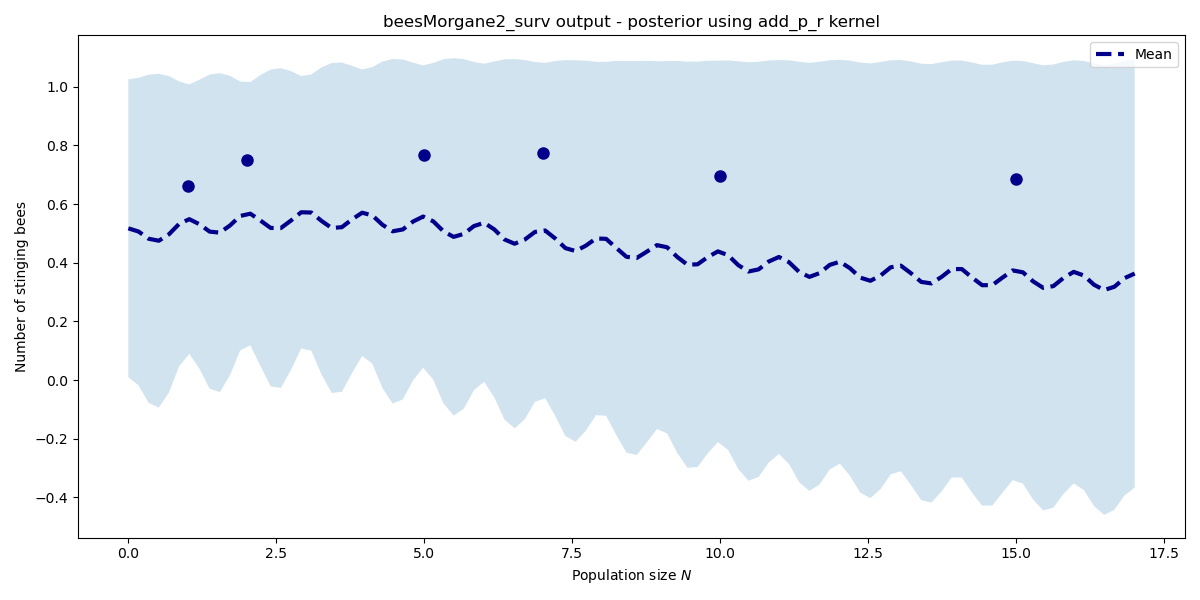 beesMorgane2_surv output - posterior using add_p_r kernel
Mean
Number of stinging bees
1.0
0.8
0.6
0.4
0.2
0.0
−0.2
−0.4
0.0 2.5 5.0 7.5 10.0 12.5 15.0 17.5
Population size N